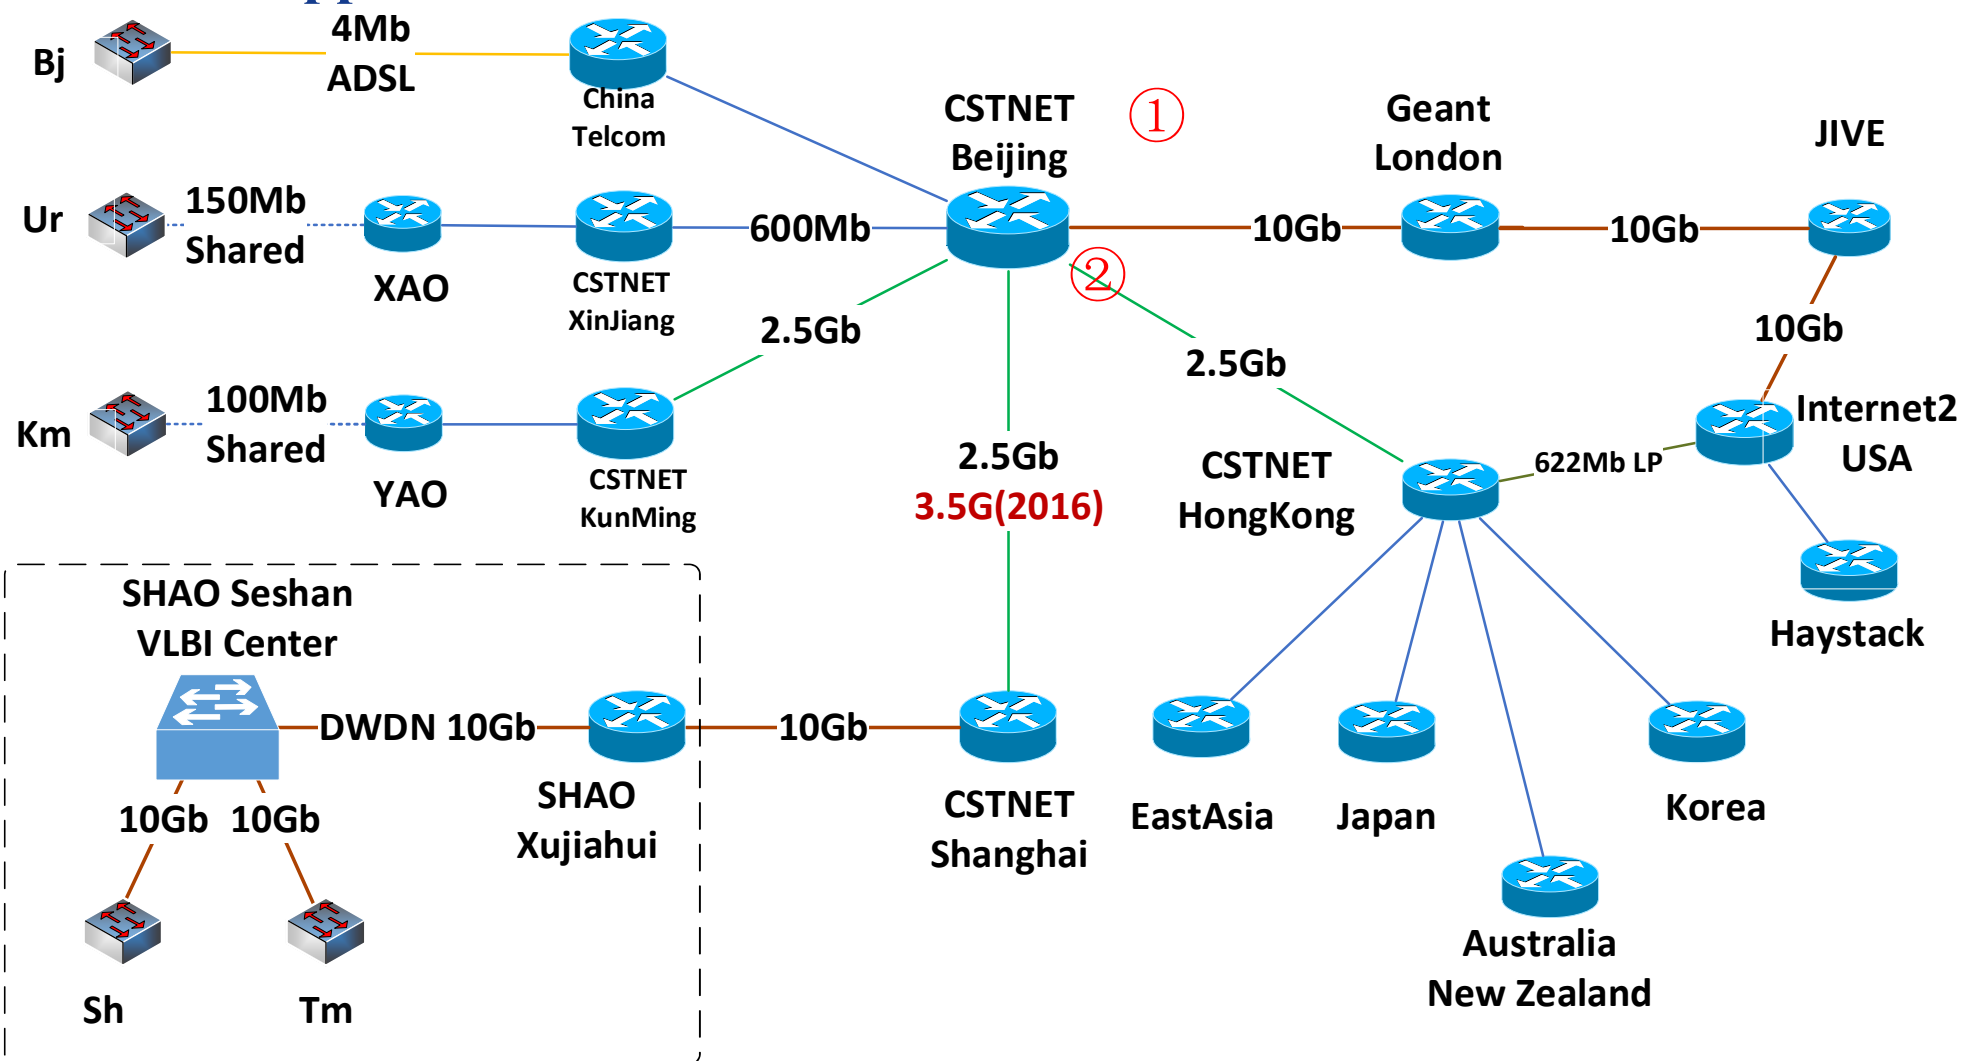 Bj
4Mb
ADSL
China
Telcom
CSTNET
Beijing
①
Geant
London
JIVE
Ur
150Mb
Shared
XAO
CSTNET
XinJiang
600Mb
10Gb
10Gb
②
2.5Gb
2.5Gb
10Gb
Km
100Mb
Shared
YAO
CSTNET
KunMing
2.5Gb
3.5G(2016)
CSTNET
HongKong
622Mb LP
Internet2
USA
Haystack
SHAO Seshan
VLBI Center
DWDN 10Gb
10Gb
10Gb
10Gb
SHAO
Xujiahui
CSTNET
Shanghai
EastAsia
Japan
Korea
Australia
New Zealand
Sh
Tm